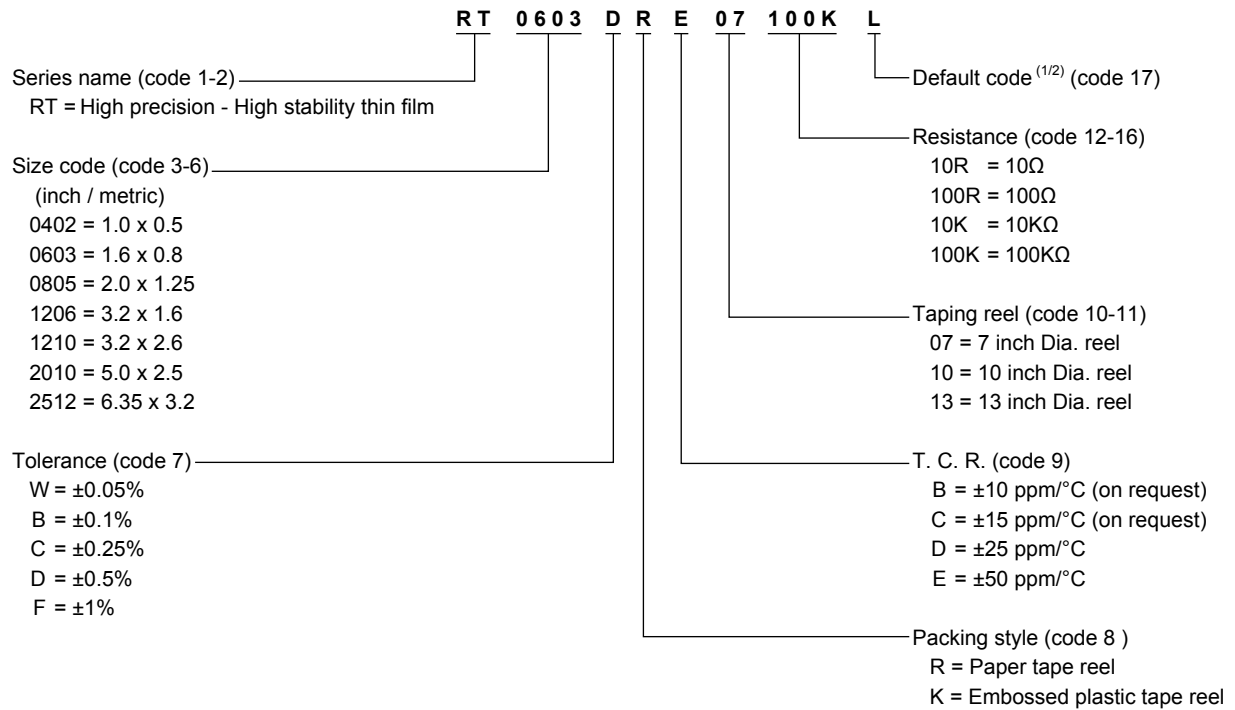 RT 0603 D R E 07 100K L
Series name (code 1-2)
RT = High precision - High stability thin film
Size code (code 3-6)
(inch / metric)
0402 = 1.0 x 0.5
0603 = 1.6 x 0.8
0805 = 2.0 x 1.25
1206 = 3.2 x 1.6
1210 = 3.2 x 2.6
2010 = 5.0 x 2.5
2512 = 6.35 x 3.2
Tolerance (code 7)
W = ±0.05%
B = ±0.1%
C = ±0.25%
D = ±0.5%
F = ±1%
Default code (1/2) (code 17)
Resistance (code 12-16)
10R = 10Ω
100R = 100Ω
10K = 10KΩ
100K = 100KΩ
Taping reel (code 10-11)
07 = 7 inch Dia. reel
10 = 10 inch Dia. reel
13 = 13 inch Dia. reel
T. C. R. (code 9)
B = ±10 ppm/°C (on request)
C = ±15 ppm/°C (on request)
D = ±25 ppm/°C
E = ±50 ppm/°C
Packing style (code 8 )
R = Paper tape reel
K = Embossed plastic tape reel